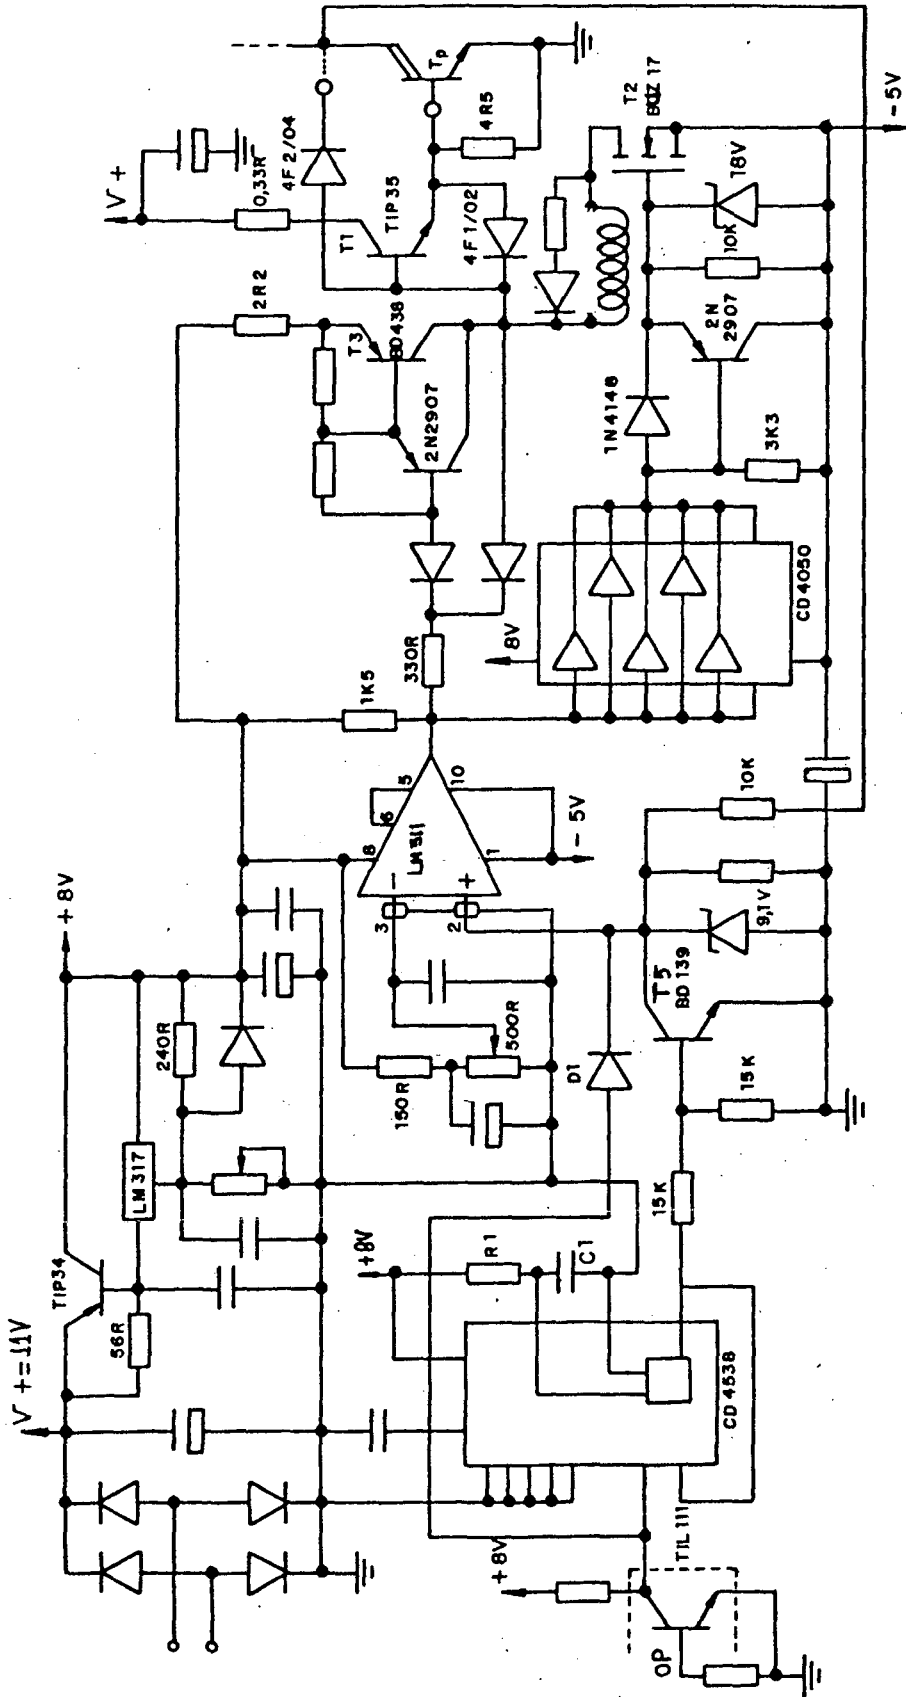 V+=11V
TIP34
56R
LM317
240R
+8V
+8V
R1
C1
CD4538
TIL111
+8V
OP
15K
15K
T5
BD139
9,1V
10K
D1
150R
500R
3
2
-
+
8
6
5
10
1
LM311
-5V
1K5
330R
8V
CD4050
2R2
T3
BD438
2N2907
V+
0,33R
4F2/04
T1
TIP35
TP
4R5
4F1/02
T2
BUZ17
18V
10K
2N
2907
1N4148
3K3
-5V